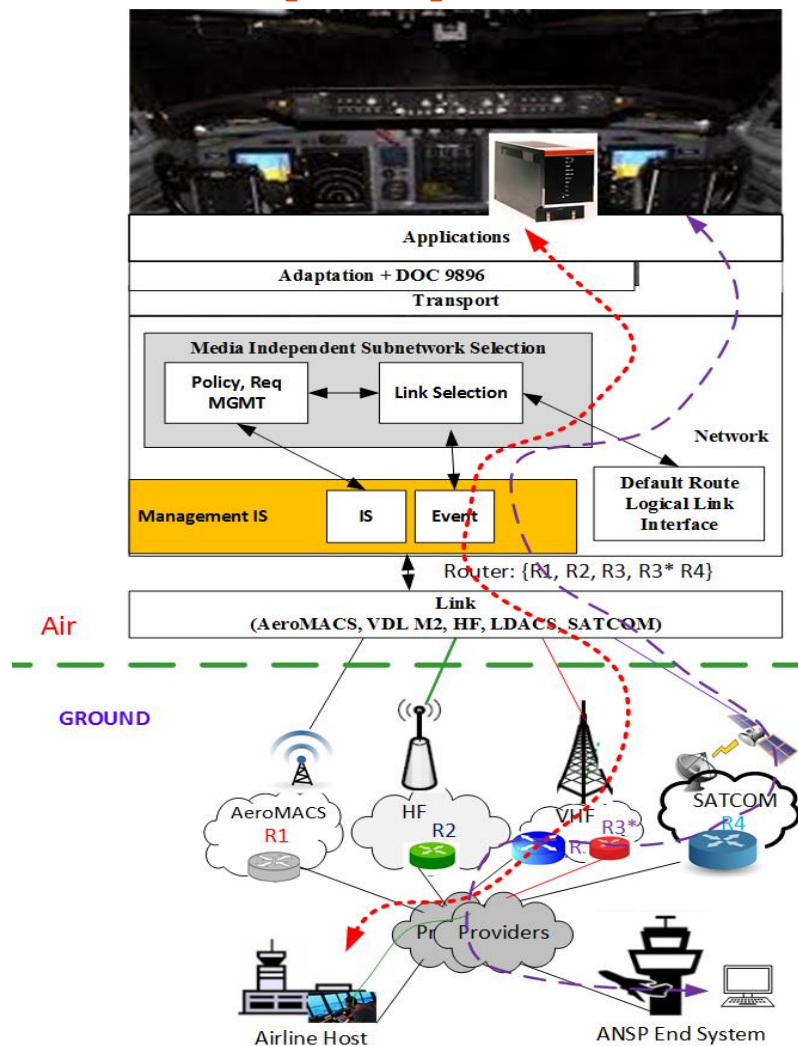 Applications
Adaptation + DOC 9896
Transport
Media Independent Subnetwork Selection
Policy, Req
MGMT
Link Selection
Network
Default Route
Logical Link
Interface
Management IS
IS
Event
Router: {R1, R2, R3, R3* R4}
Link
(AeroMACS, VDL M2, HF, LDACS, SATCOM)
Air
GROUND
AeroMACS
R1
HF
R2
VHF
R3*
SATCOM
R4
Providers
Airline Host
ANSP End System